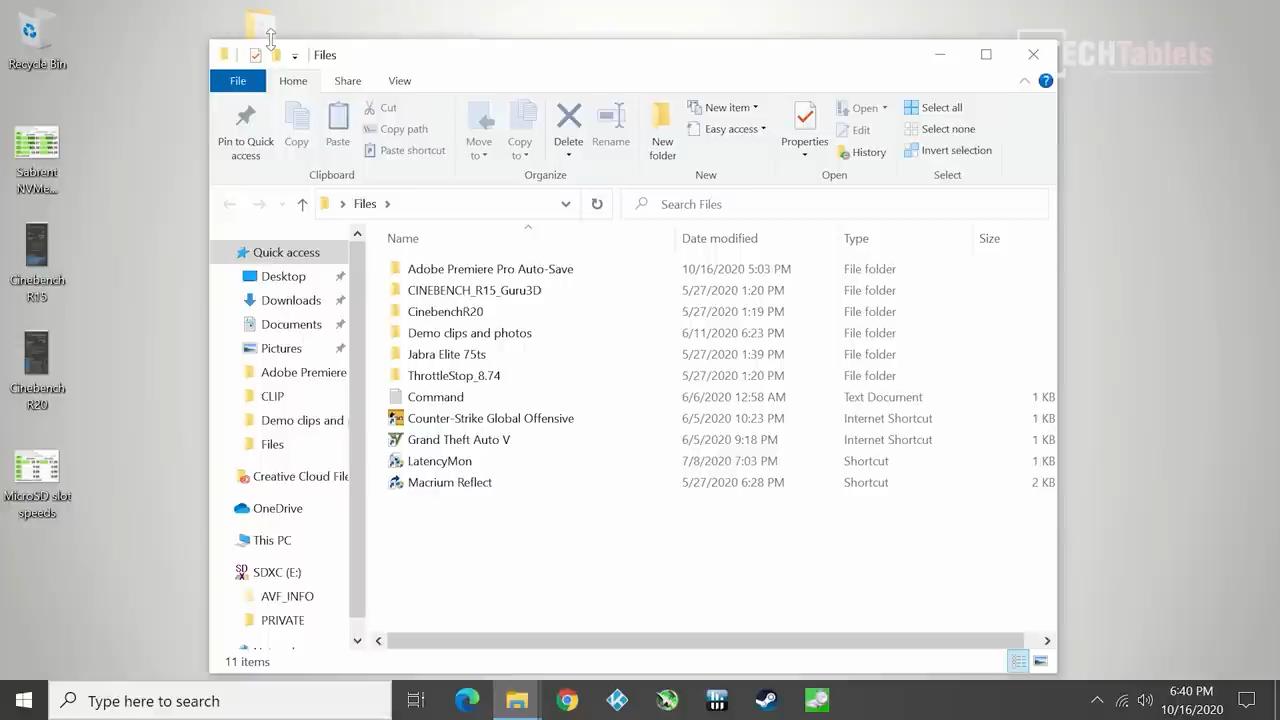 Recycle Bin
Sabrent
NVMe...
Cinebench
R15
Cinebench
R20
MicroSD slot
speeds
TECHTablets
Files
File
Home
Share
View
?
Pin to Quick
access
Copy
Paste
Cut
Copy path
Paste shortcut
Clipboard
Move
to
Copy
to
Delete
Rename
Organize
New
folder
New item
Easy access
New
Properties
Open
Edit
History
Open
Select all
Select none
Invert selection
Select
Files
Search Files
Quick access
Desktop
Downloads
Documents
Pictures
Adobe Premiere
CLIP
Demo clips and
Files
Creative Cloud File
OneDrive
This PC
SDXC (E:)
AVF_INFO
PRIVATE
Name Date modified Type Size
Adobe Premiere Pro Auto-Save 10/16/2020 5:03 PM File folder
CINEBENCH_R15_Guru3D 5/27/2020 1:20 PM File folder
CinebenchR20 5/27/2020 1:19 PM File folder
Demo clips and photos 6/11/2020 6:23 PM File folder
Jabra Elite 75ts 5/27/2020 1:39 PM File folder
ThrottleStop_8.74 5/27/2020 1:20 PM File folder
Command 6/6/2020 12:58 AM Text Document 1 KB
Counter-Strike Global Offensive 6/5/2020 10:23 PM Internet Shortcut 1 KB
Grand Theft Auto V 6/5/2020 9:18 PM Internet Shortcut 1 KB
LatencyMon 7/8/2020 7:03 PM Shortcut 1 KB
Macrium Reflect 5/27/2020 6:28 PM Shortcut 2 KB
11 items
Type here to search
6:40 PM
10/16/2020